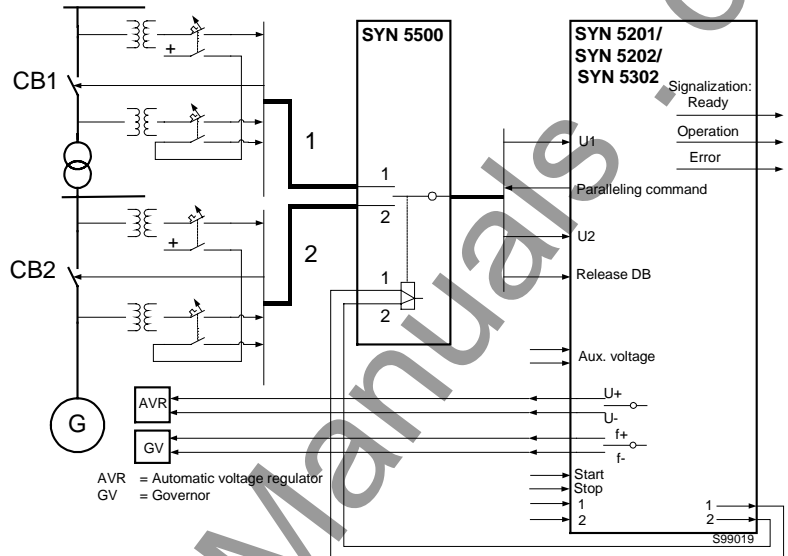 SYN 5500
SYN 5201/
SYN 5202/
SYN 5302
Signalization:
Ready
Operation
Error
+
CB1
1
1
2
U1
Paralleling command
U2
Release DB
+
CB2
2
1
2
Aux. voltage
AVR
U+
U-
GV
f+
f-
G
AVR = Automatic voltage regulator
GV = Governor
Start
Stop
1
2
1
2
S99019
Manuals